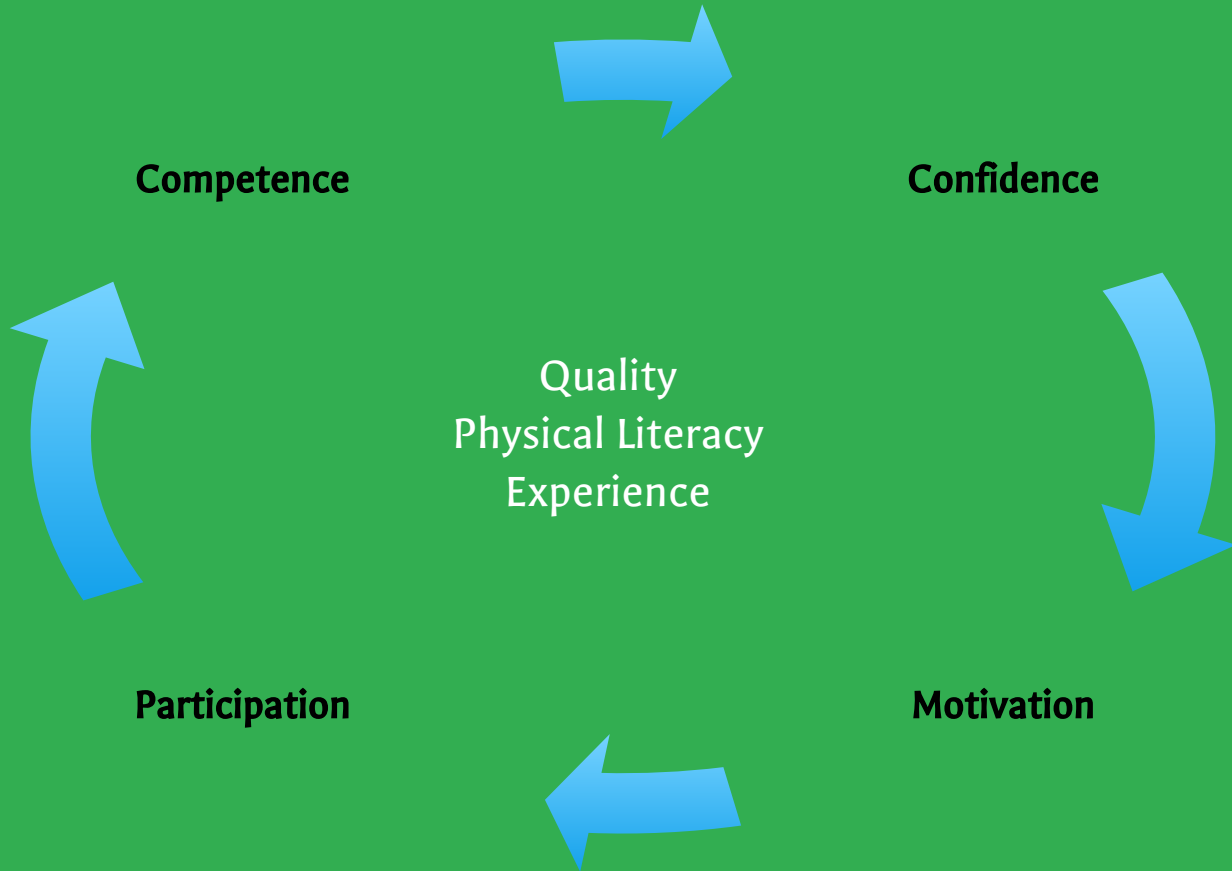 Competence
Confidence
Quality
Physical Literacy
Experience
Participation
Motivation